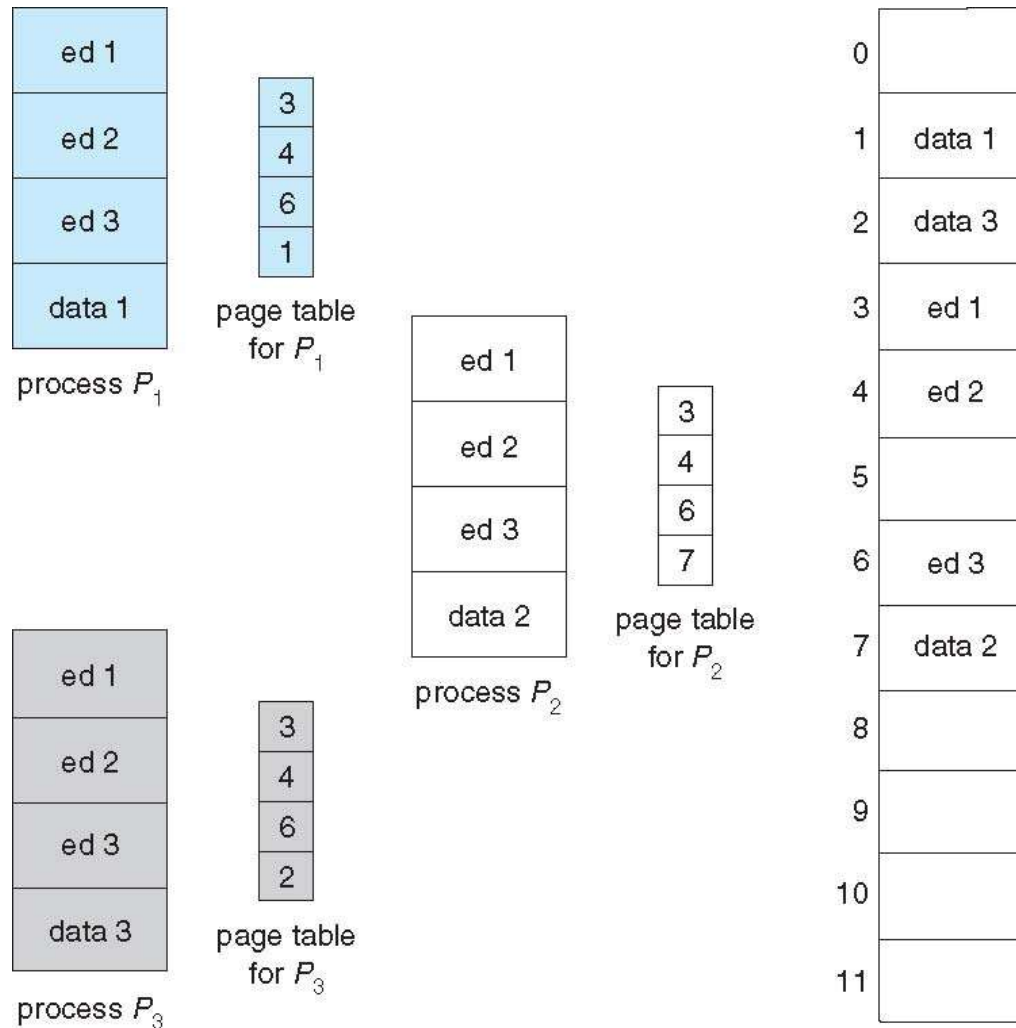 ed 1
ed 2
ed 3
data 1
process P1
3
4
6
1
page table
for P1
ed 1
ed 2
ed 3
data 2
process P2
3
4
6
7
page table
for P2
ed 1
ed 2
ed 3
data 3
process P3
3
4
6
2
page table
for P3
0
1 data 1
2 data 3
3 ed 1
4 ed 2
5
6 ed 3
7 data 2
8
9
10
11